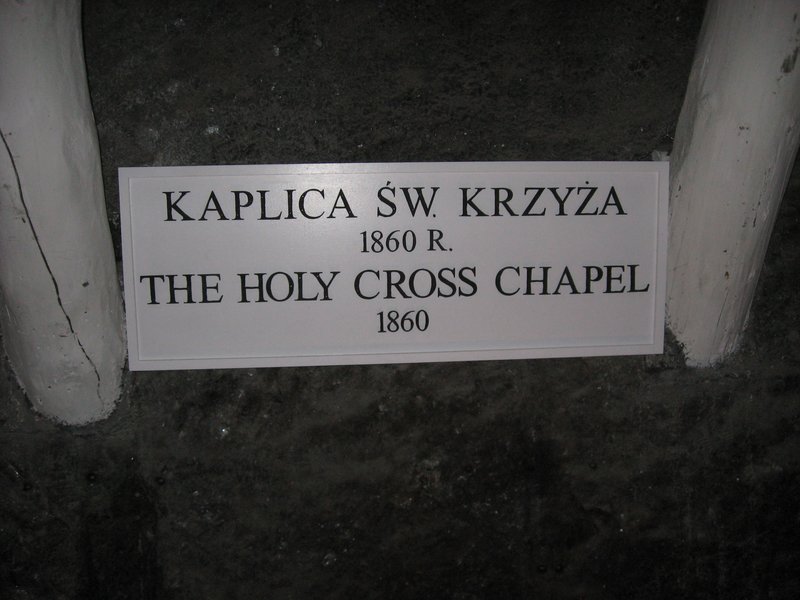 KAPLICA ŚW. KRZYŻA
1860 R.
THE HOLY CROSS CHAPEL
1860